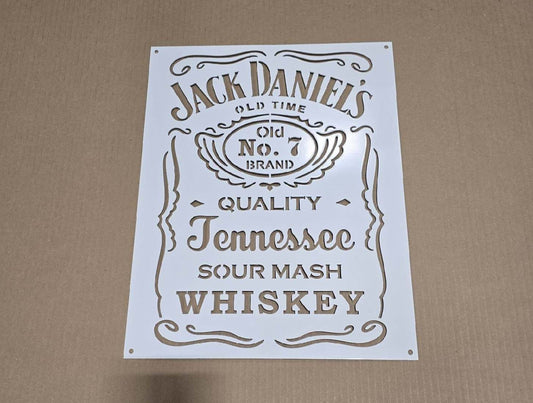 JACK DANIEL'S
OLD TIME
Old
No. 7
BRAND
QUALITY
Tennessee
SOUR MASH
WHISKEY